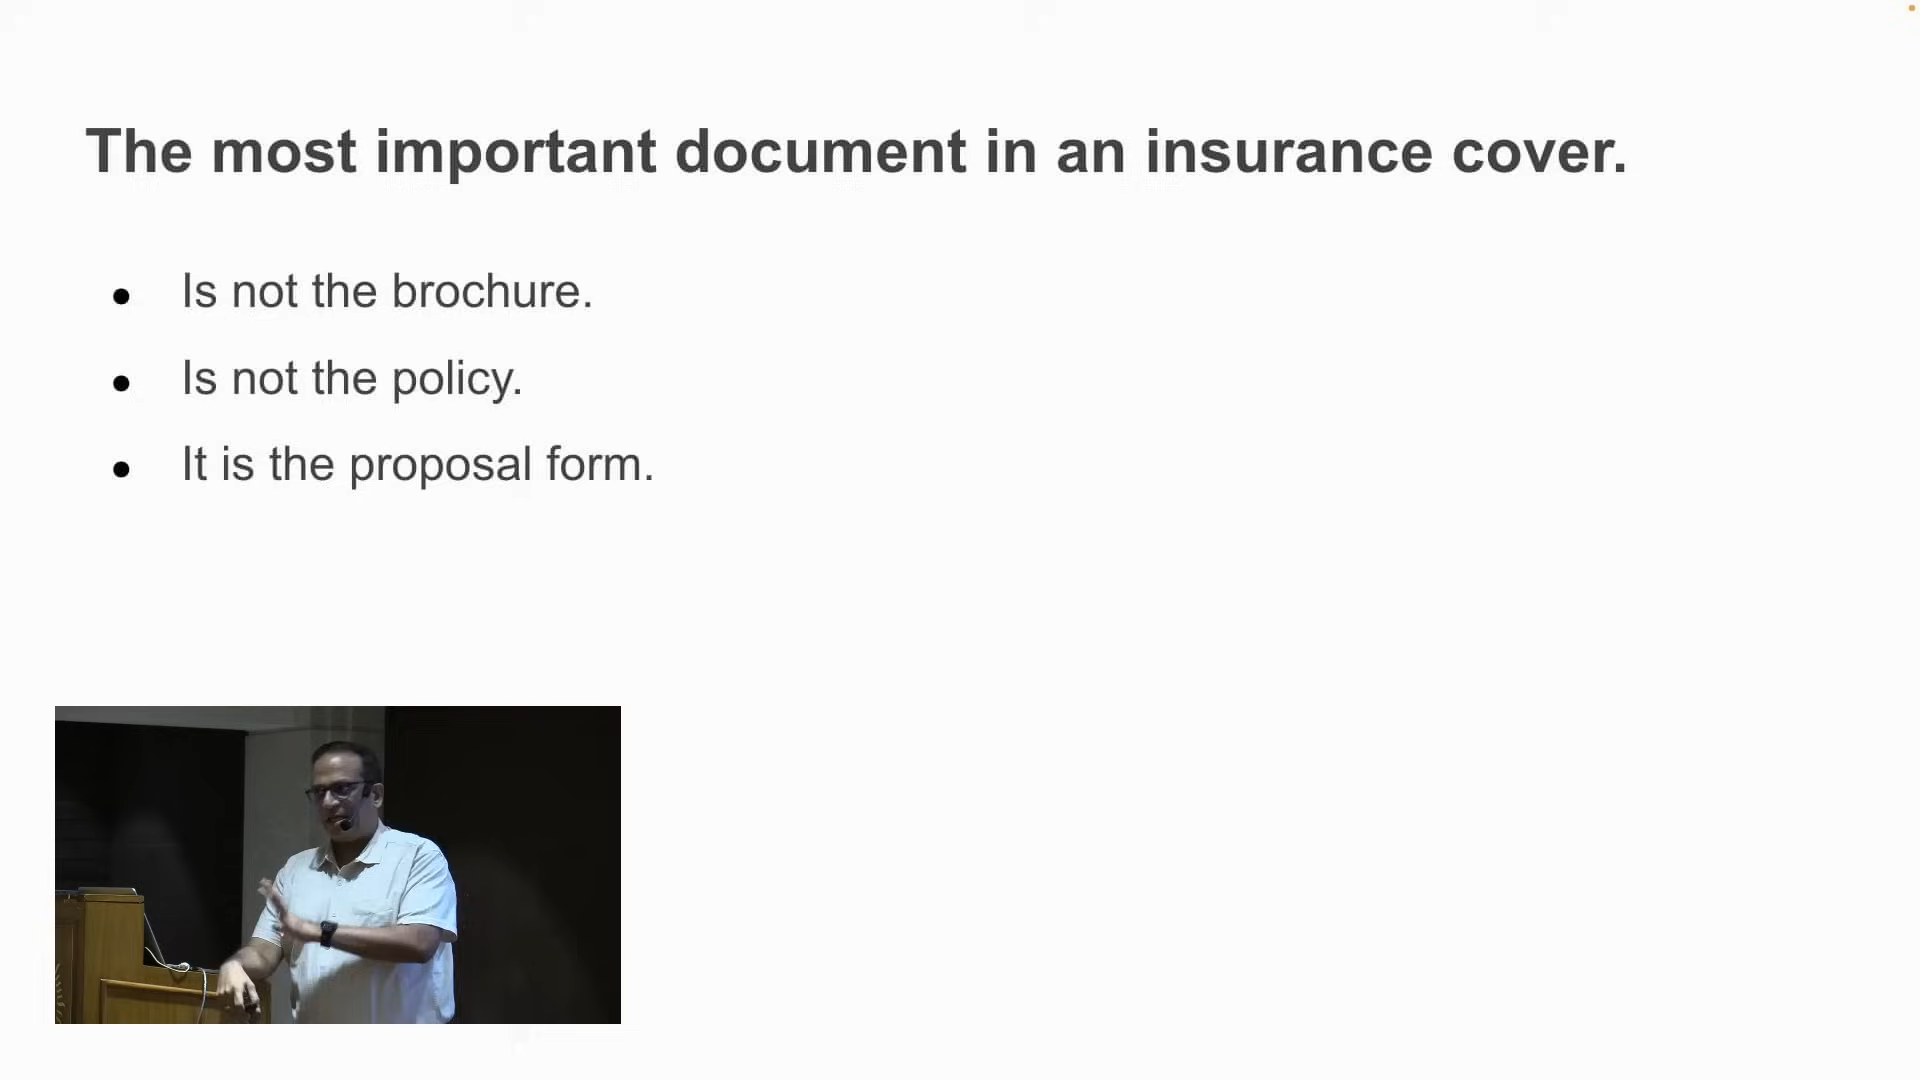 The most important document in an insurance cover.
● Is not the brochure.
● Is not the policy.
● It is the proposal form.